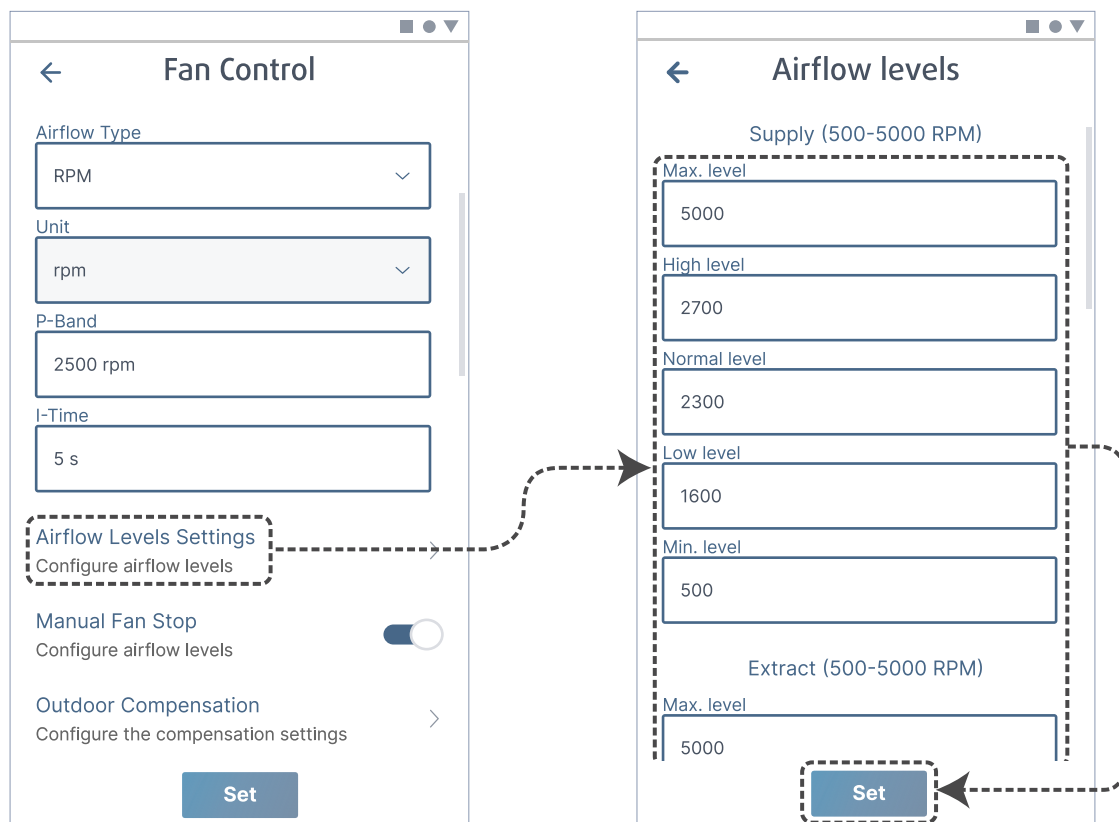 Fan Control
Airflow Type
RPM
Unit
rpm
P-Band
2500 rpm
I-Time
5 s
Airflow Levels Settings
Configure airflow levels
Manual Fan Stop
Configure airflow levels
Outdoor Compensation
Configure the compensation settings
Set
Airflow levels
Supply (500-5000 RPM)
Max. level
5000
High level
2700
Normal level
2300
Low level
1600
Min. level
500
Extract (500-5000 RPM)
Max. level
5000
Set